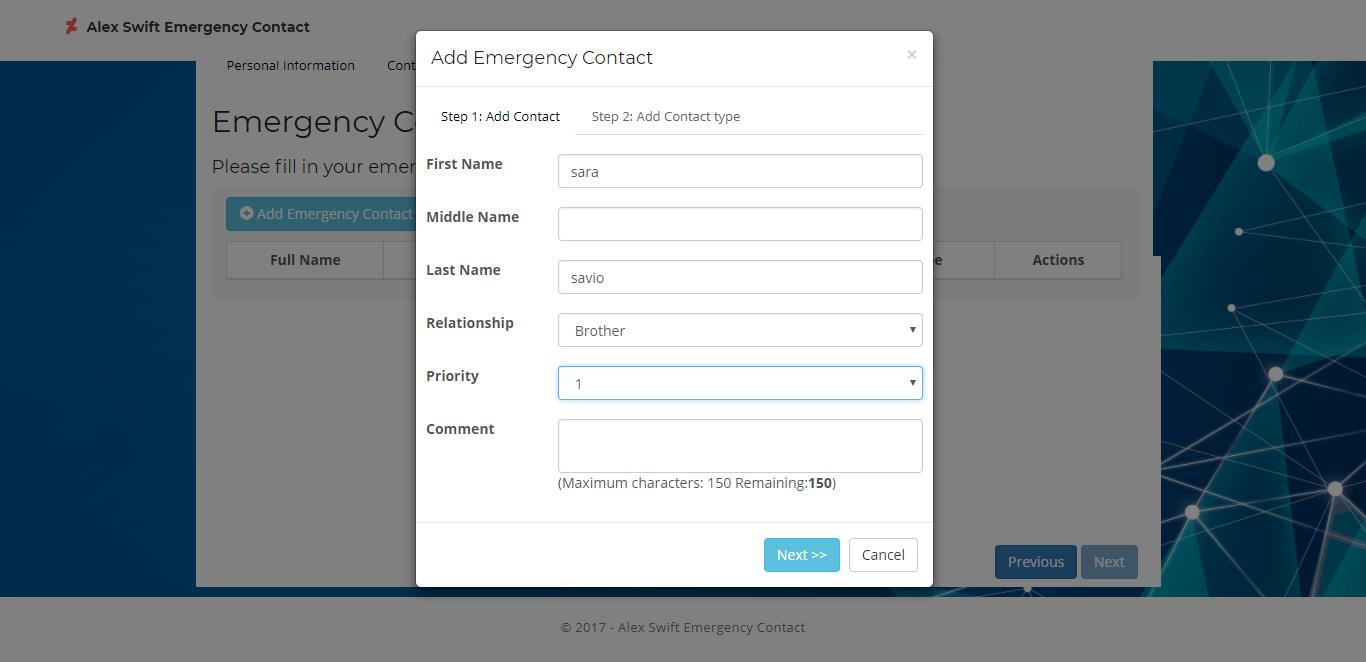 Alex Swift Emergency Contact
Add Emergency Contact ×
Personal Information
Step 1: Add Contact Step 2: Add Contact type
Emergency
Please fill in your
First Name sara
Middle Name
Add Emergency Contact
Last Name savio
Full Name Actions
Relationship Brother
Priority 1
Comment
(Maximum characters: 150 Remaining:150)
Next >> Cancel
Previous Next
© 2017 - Alex Swift Emergency Contact